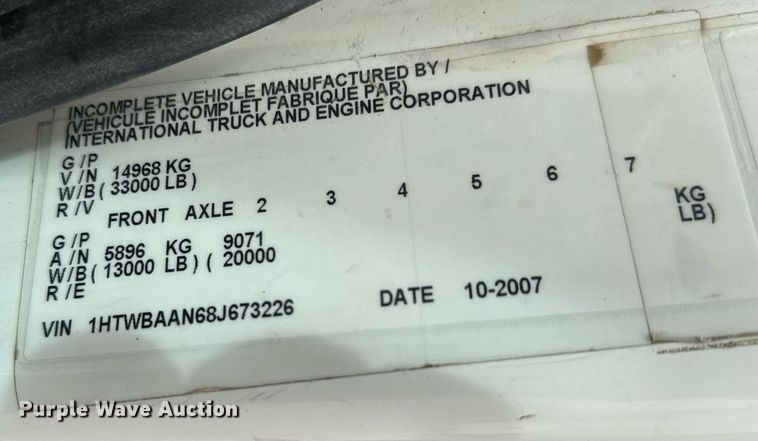 INCOMPLETE VEHICLE MANUFACTURED BY /
(VEHICULE INCOMPLET FABRIQUE PAR)
INTERNATIONAL TRUCK AND ENGINE CORPORATION
G /P
V /N 14968 KG
W/B ( 33000 LB)
R /V FRONT AXLE 2 3 4 5 6 7
G /P
A /N 5896 KG 9071 KG
W/B ( 13000 LB) ( 20000 LB)
R /E
VIN 1HTWBAAN68J673226 DATE 10-2007
Purple Wave Auction